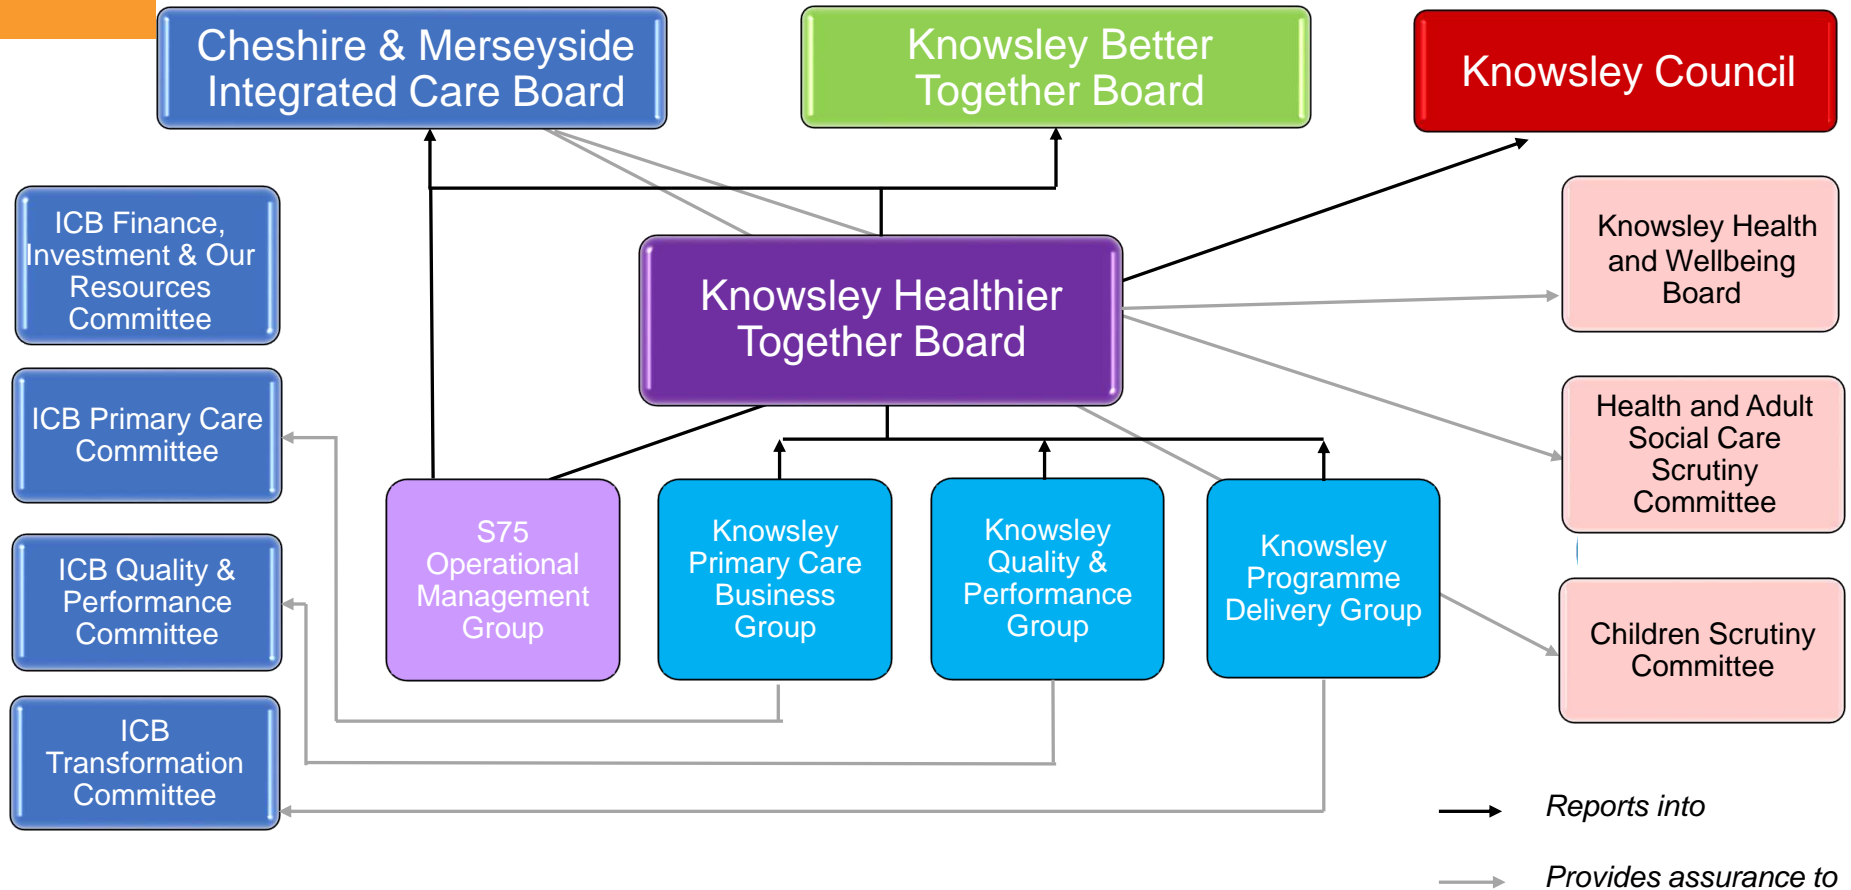 Cheshire & Merseyside
Integrated Care Board
Knowsley Better
Together Board
Knowsley Council
ICB Finance,
Investment & Our
Resources
Committee
Knowsley Healthier
Together Board
Knowsley Health
and Wellbeing
Board
ICB Primary Care
Committee
Health and Adult
Social Care
Scrutiny
Committee
S75
Operational
Management
Group
Knowsley
Primary Care
Business
Group
Knowsley
Quality &
Performance
Group
Knowsley
Programme
Delivery Group
ICB Quality &
Performance
Committee
Children Scrutiny
Committee
ICB
Transformation
Committee
Reports into
Provides assurance to